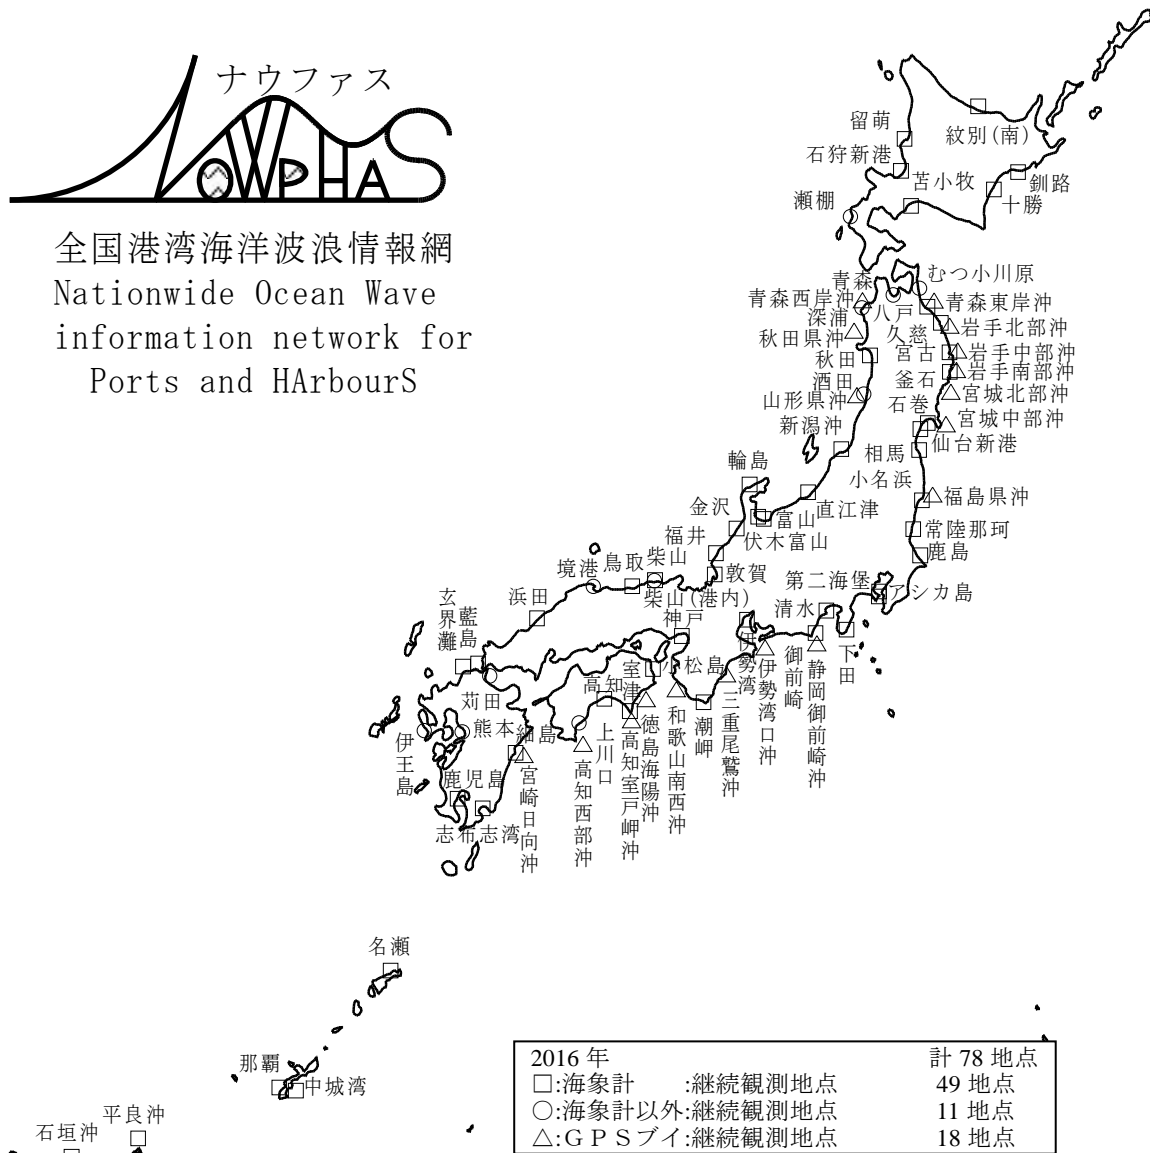 ナウファス
NOWPHAS
全国港湾海洋波浪情報網
Nationwide Ocean Wave
information network for
Ports and HArbourS
留萌
紋別(南)
石狩新港
苫小牧
釧路
十勝
瀬棚
むつ小川原
青森
青森西岸沖
八戸
青森東岸沖
深浦
久慈
岩手北部沖
秋田県沖
秋田
宮古
岩手中部沖
釜石
岩手南部沖
酒田
山形県沖
石巻
宮城北部沖
宮城中部沖
新潟沖
仙台新港
相馬
輪島
小名浜
福島県沖
直江津
金沢
富山
伏木富山
常陸那珂
福井
鹿島
敦賀
柴山
鳥取
境港
柴山(港内)
第二海堡
アシカ島
清水
浜田
神戸
玄界灘
藍島
下田
御前崎
静岡御前崎沖
伊勢湾
伊勢湾口沖
小松島
三重尾鷲沖
潮岬
和歌山南西沖
室津
徳島海陽沖
高知
高知室戸岬沖
上川口
高知西部沖
苅田
熊本
細島
宮崎日向沖
伊王島
鹿児島
志布志湾
名瀬
那覇
中城湾
平良沖
石垣沖
2016 年 計 78 地点
□:海象計 :継続観測地点 49 地点
○:海象計以外:継続観測地点 11 地点
△:ＧＰＳブイ:継続観測地点 18 地点